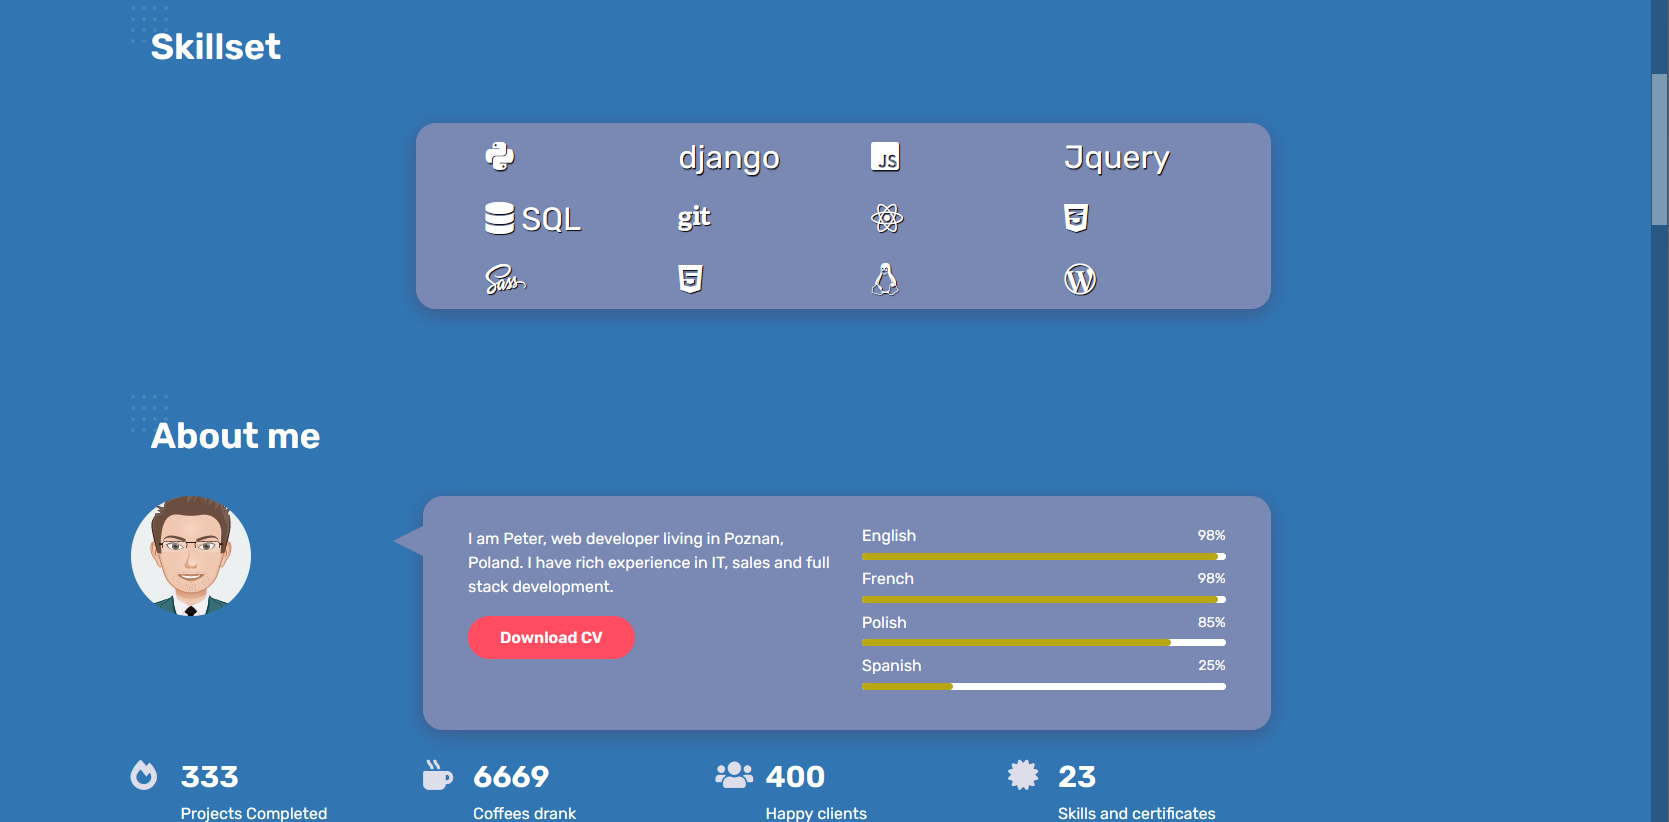 Skillset
django JS Jquery
SQL git
Sass W
About me
I am Peter, web developer living in Poznan,
Poland. I have rich experience in IT, sales and full
stack development.
Download CV
English 98%
French 98%
Polish 85%
Spanish 25%
333 6669 400 23
Projects Completed Coffees drank Happy clients Skills and certificates